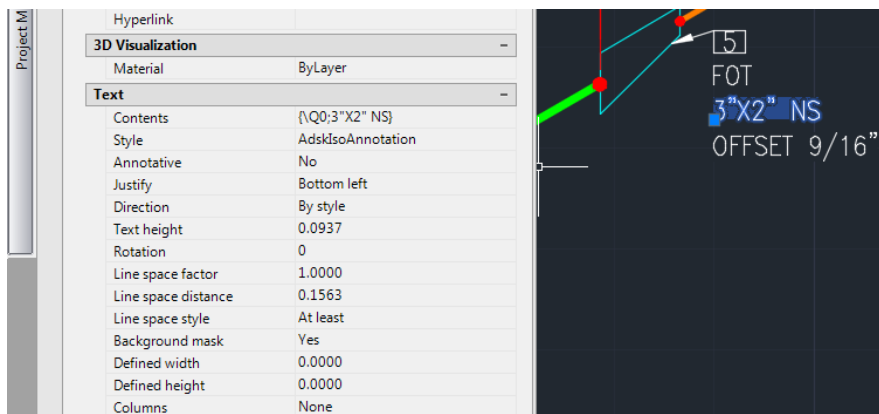 Project M
Hyperlink
3D Visualization –
Material ByLayer
Text –
Contents {\Q0;3"X2" NS}
Style AdskIsoAnnotation
Annotative No
Justify Bottom left
Direction By style
Text height 0.0937
Rotation 0
Line space factor 1.0000
Line space distance 0.1563
Line space style At least
Background mask Yes
Defined width 0.0000
Defined height 0.0000
Columns None
5
FOT
3"X2" NS
OFFSET 9/16"